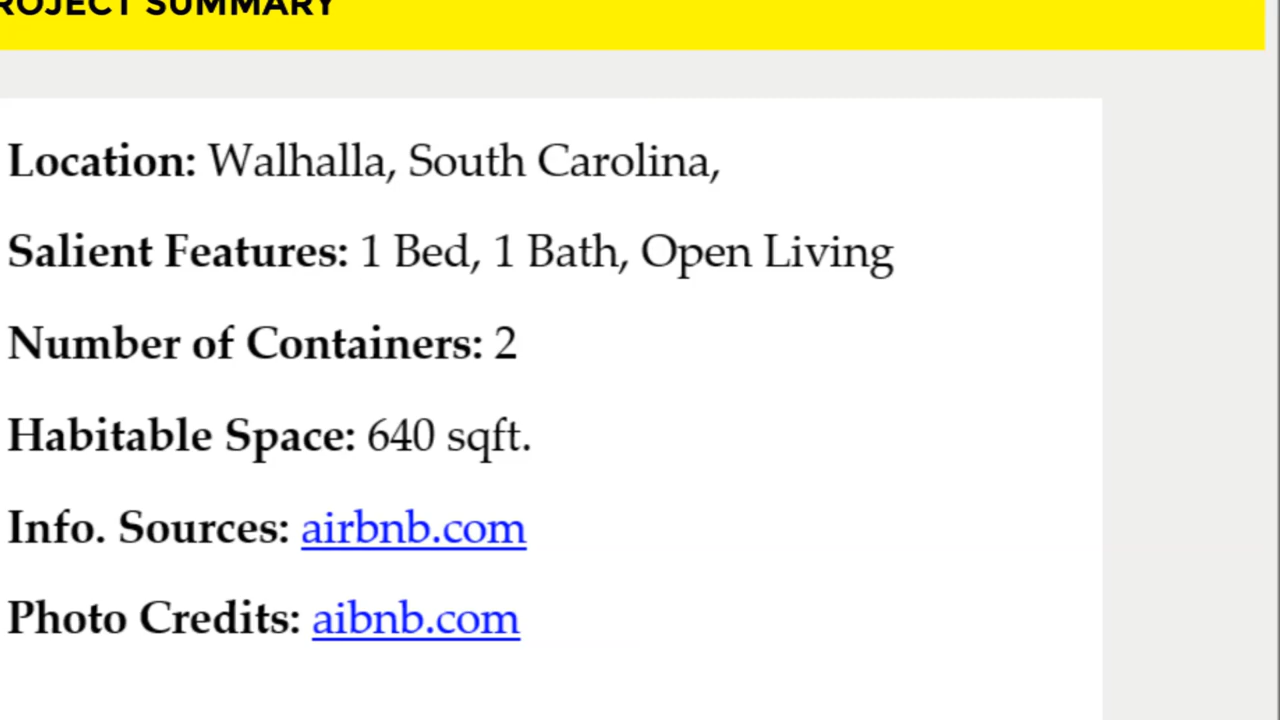 ROJECT SUMMARY
Location: Walhalla, South Carolina,
Salient Features: 1 Bed, 1 Bath, Open Living
Number of Containers: 2
Habitable Space: 640 sqft.
Info. Sources: airbnb.com
Photo Credits: aibnb.com